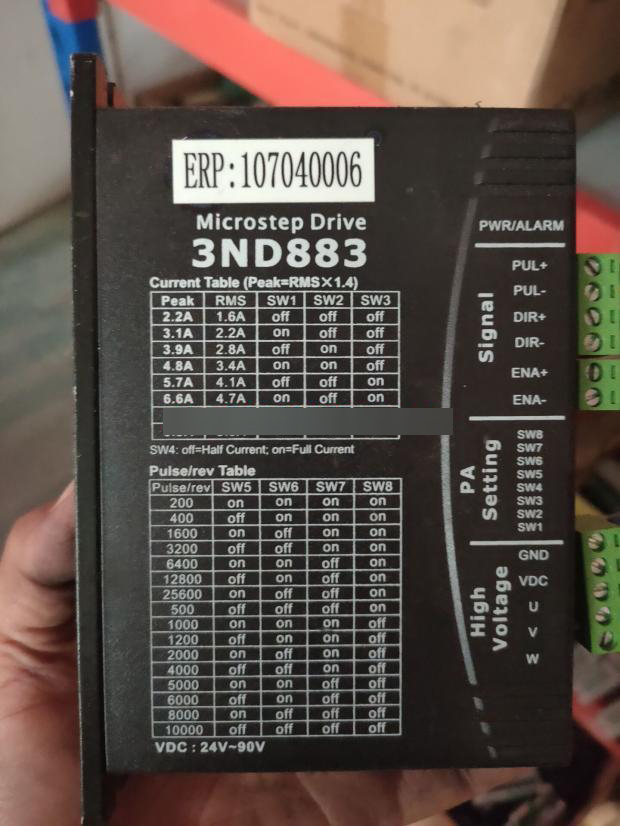 ERP:107040006
Microstep Drive
3ND883
Current Table (Peak=RMS×1.4)
Peak RMS SW1 SW2 SW3
2.2A 1.6A off off off
3.1A 2.2A on off off
3.9A 2.8A off on off
4.8A 3.4A on on off
5.7A 4.1A off off on
6.6A 4.7A on off on
SW4: off=Half Current; on=Full Current
Pulse/rev Table
Pulse/rev SW5 SW6 SW7 SW8
200 on on on on
400 off on on on
1600 on off on on
3200 off off on on
6400 on on off on
12800 off on off on
25600 on off off on
500 off off off on
1000 on on on off
1200 off on on off
2000 on off on off
4000 off off on off
5000 on on off off
6000 off on off off
8000 on off off off
10000 off off off off
VDC : 24V~90V
PWR/ALARM
Signal
PUL+
PUL-
DIR+
DIR-
ENA+
ENA-
PA Setting
SW8
SW7
SW6
SW5
SW4
SW3
SW2
SW1
High Voltage
GND
VDC
U
V
W